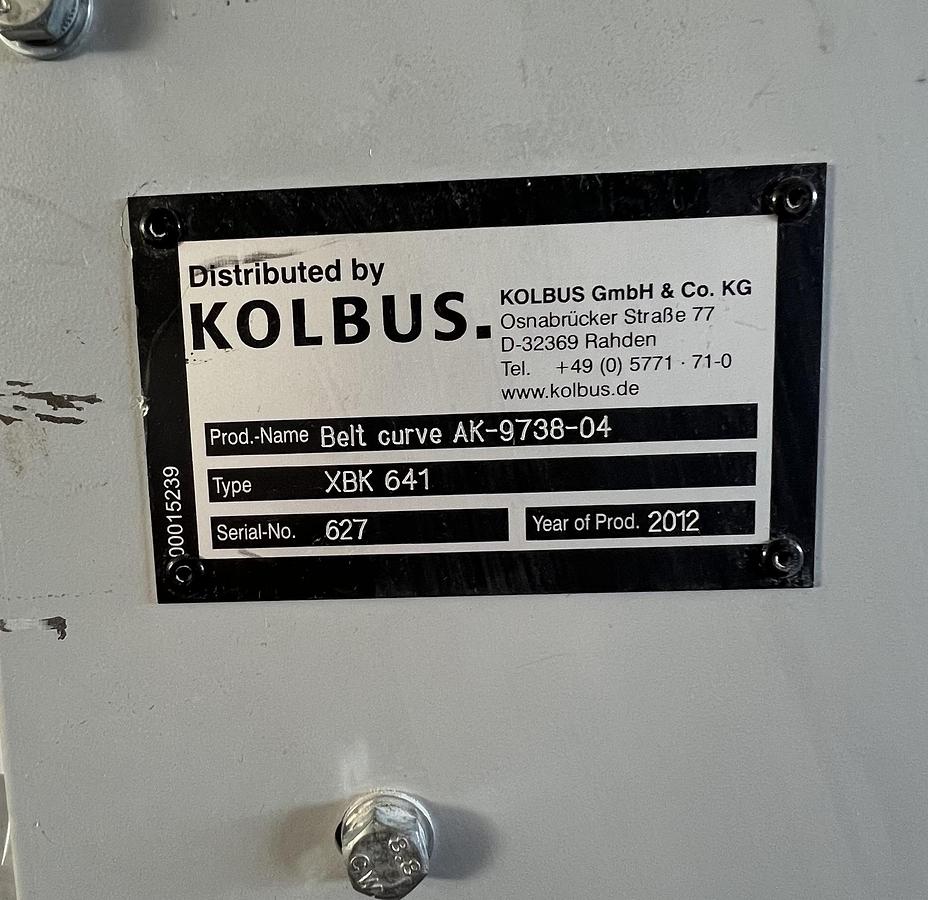 Distributed by
KOLBUS.
KOLBUS GmbH & Co. KG
Osnabrücker Straße 77
D-32369 Rahden
Tel. +49 (0) 5771 · 71-0
www.kolbus.de
Prod.-Name Belt curve AK-9738-04
Type XBK 641
Serial-No. 627
Year of Prod. 2012
00015239
8.8